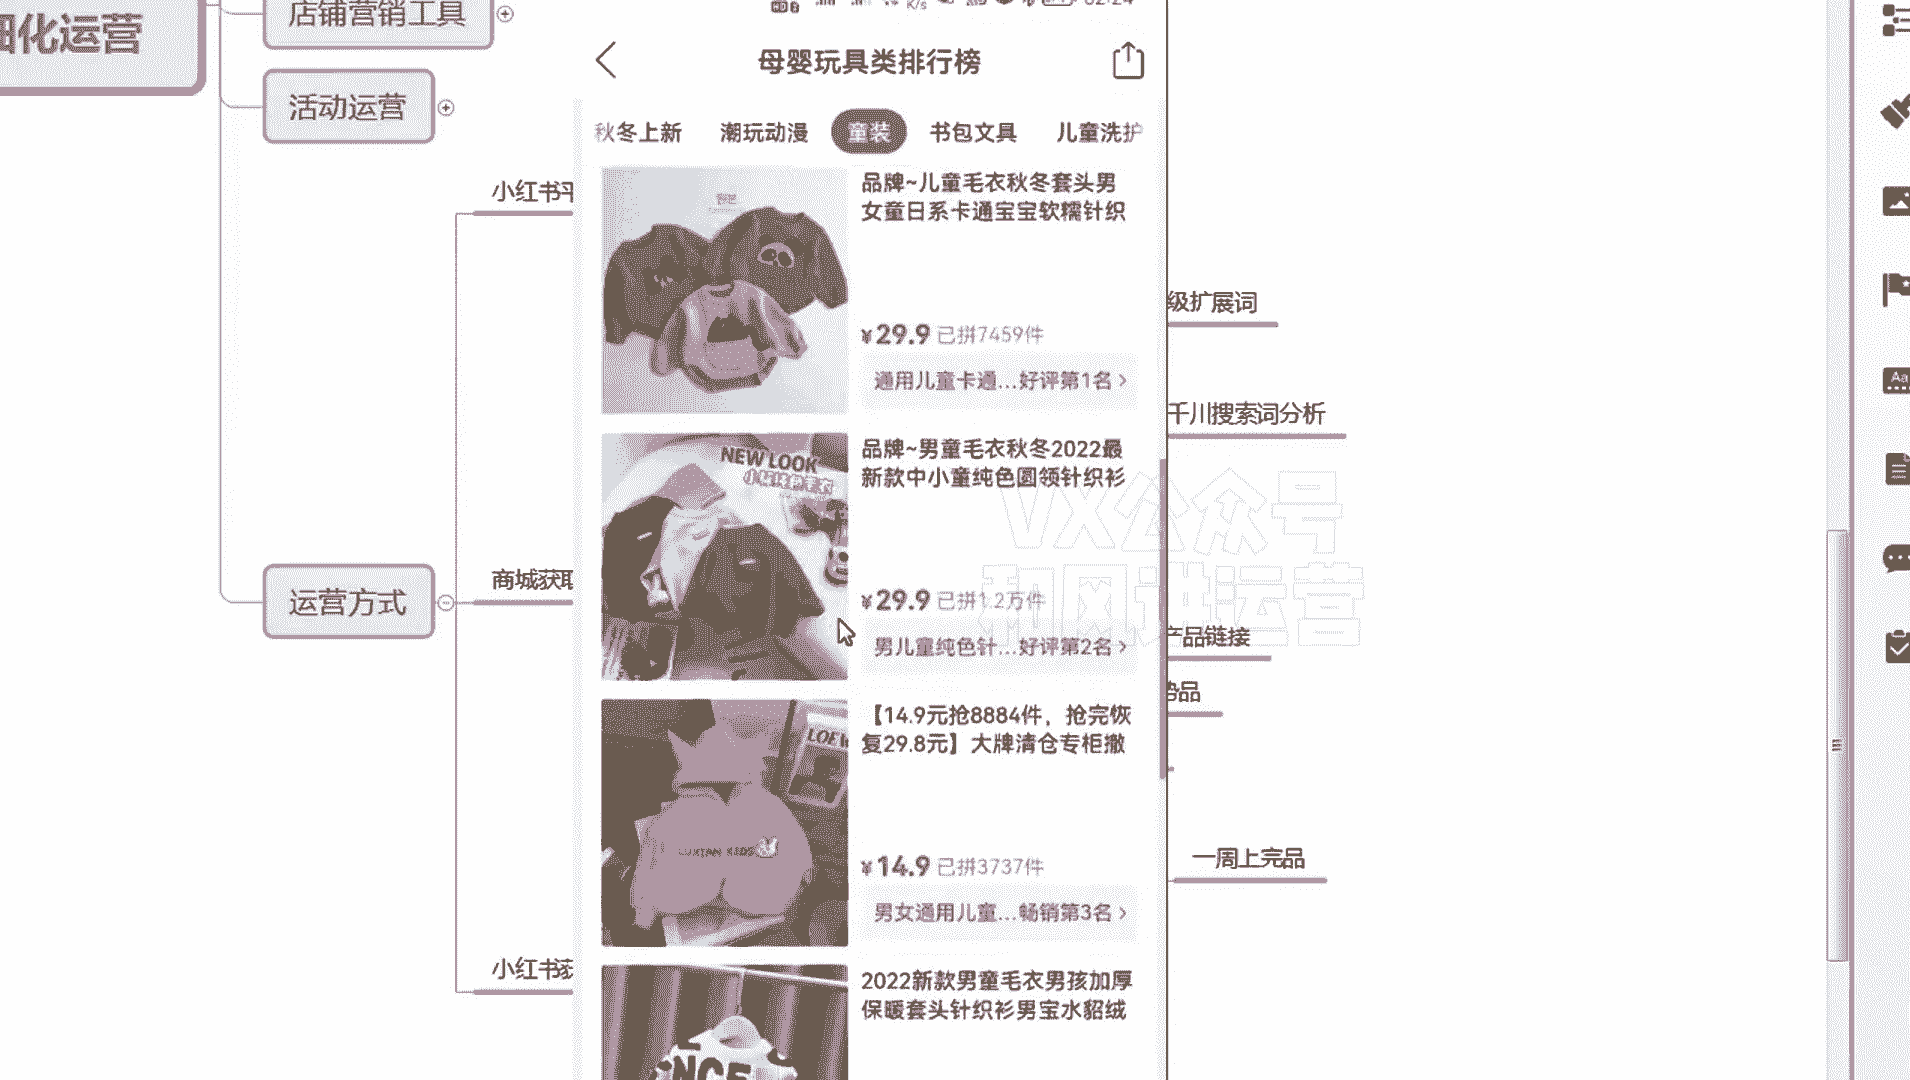 细化运营
店铺营销工具
活动运营
运营方式
小红书平
商城获取
小红书获
K/s
02:24
母婴玩具类排行榜
秋冬上新 潮玩动漫 童装 书包文具 儿童洗护
品牌~儿童毛衣秋冬套头男
女童日系卡通宝宝软糯针织
¥29.9 已拼7459件
通用儿童卡通...好评第1名 >
NEW LOOK
品牌~男童毛衣秋冬2022最
新款中小童纯色圆领针织衫
¥29.9 已拼1.2万件
男儿童纯色针...好评第2名 >
LOEW
KIDS
【14.9元抢8884件，抢完恢
复29.8元】大牌清仓专柜撤
¥14.9 已拼3737件
男女通用儿童...畅销第3名 >
2022新款男童毛衣男孩加厚
保暖套头针织衫男宝水貂绒
级扩展词
千川搜索词分析
产品链接
势品
一周上完品
VX公众号
和风讲运营
Aa